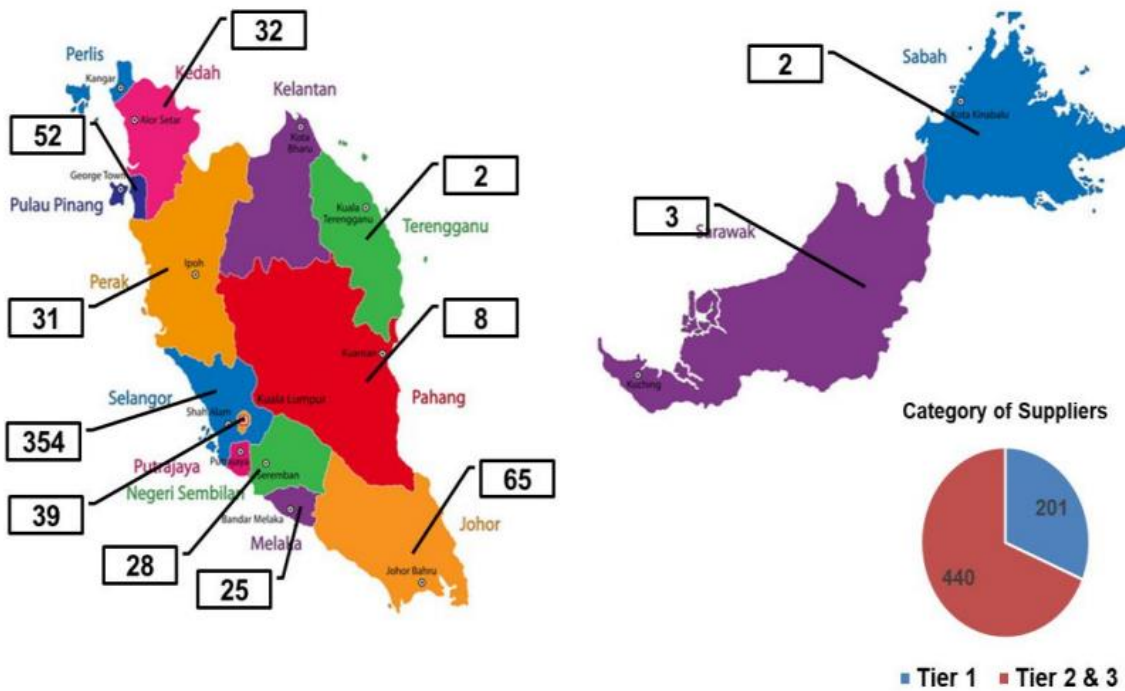 32
Perlis
Kangar
Kedah
Alor Setar
52
George Town
Pulau Pinang
Kelantan
Kota
Bharu
2
Kuala
Terengganu
Terengganu
Perak
Ipoh
31
8
Kuantan
Pahang
Selangor
Shah Alam
Kuala Lumpur
354
Putrajaya
Putrajaya
39
Negeri Sembilan
Seremban
28
Bandar Melaka
Melaka
25
65
Johor
Johor Bahru
2
Sabah
Kota Kinabalu
3
Sarawak
Kuching
Category of Suppliers
201
440
Tier 1 Tier 2 & 3